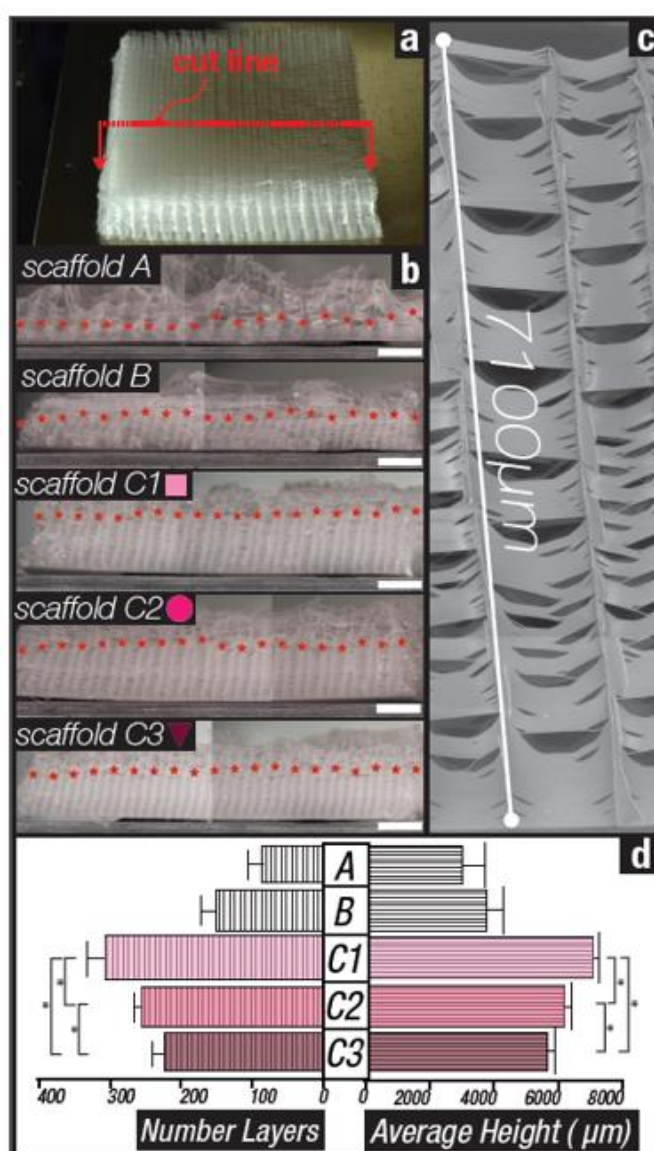 a
cut line
c
7100µm
scaffold A
b
scaffold B
scaffold C1
scaffold C2
scaffold C3
d
A
B
C1
C2
C3
*
*
*
*
*
*
400 300 200 100 0 0 2000 4000 6000 8000
Number Layers Average Height ( µm)